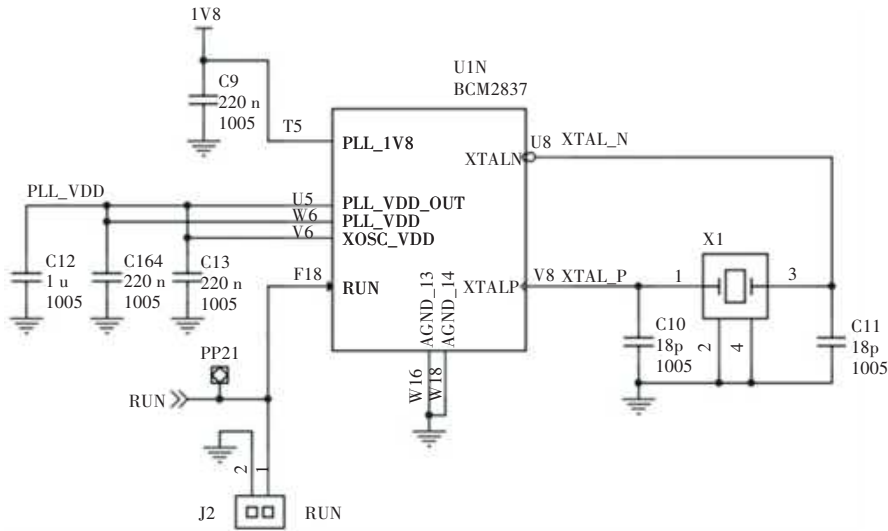 1V8
C9
220 n
1005
T5
U1N
BCM2837
PLL_1V8
U8 XTAL_N
XTALN
PLL_VDD
U5
PLL_VDD_OUT
W6
PLL_VDD
V6
XOSC_VDD
C12
1 u
1005
C164
220 n
1005
C13
220 n
1005
F18
RUN
AGND_13
AGND_14
XTALP
V8 XTAL_P
X1
1
3
2
4
C10
18p
1005
C11
18p
1005
W16
W18
PP21
RUN
2
1
J2
RUN